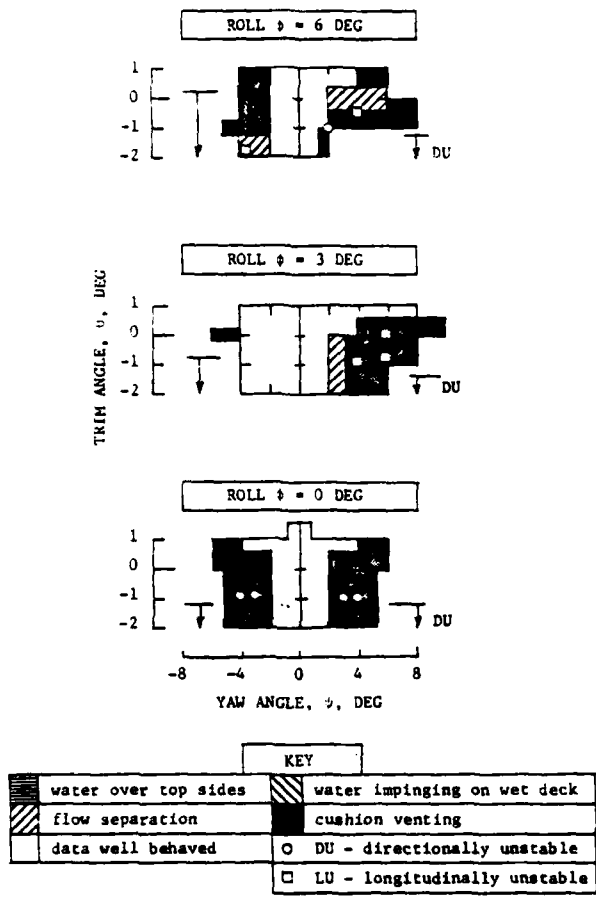 ROLL ϕ = 6 DEG
1
0
-1
-2
DU
ROLL ϕ = 3 DEG
1
0
-1
-2
DU
TRIM ANGLE, θ, DEG
ROLL ϕ = 0 DEG
1
0
-1
-2
DU
-8 -4 0 4 8
YAW ANGLE, ψ, DEG
KEY
water over top sides
water impinging on wet deck
flow separation
cushion venting
data well behaved
DU - directionally unstable
LU - longitudinally unstable